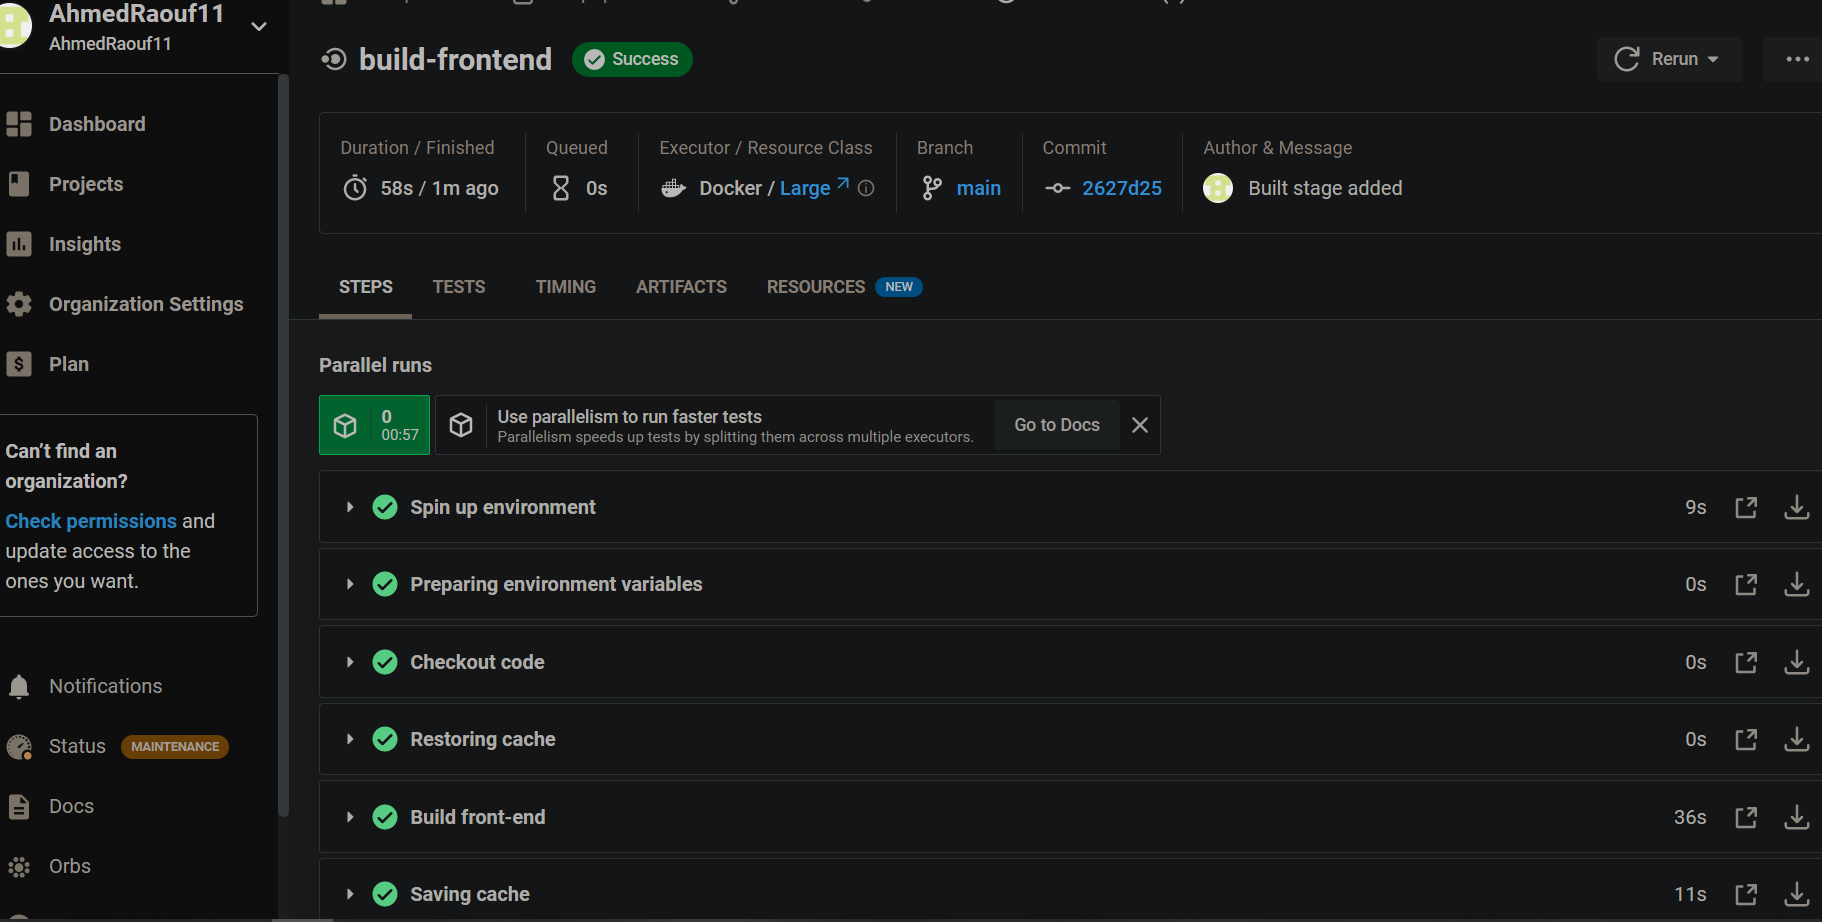 AhmedRaouf11
AhmedRaouf11
Dashboard
Projects
Insights
Organization Settings
Plan
Can't find an
organization?
Check permissions and
update access to the
ones you want.
Notifications
Status MAINTENANCE
Docs
Orbs
build-frontend Success
Rerun
Duration / Finished
58s / 1m ago
Queued
0s
Executor / Resource Class
Docker / Large
Branch
main
Commit
2627d25
Author & Message
Built stage added
STEPS TESTS TIMING ARTIFACTS RESOURCES NEW
Parallel runs
0
00:57
Use parallelism to run faster tests
Parallelism speeds up tests by splitting them across multiple executors.
Go to Docs
Spin up environment 9s
Preparing environment variables 0s
Checkout code 0s
Restoring cache 0s
Build front-end 36s
Saving cache 11s